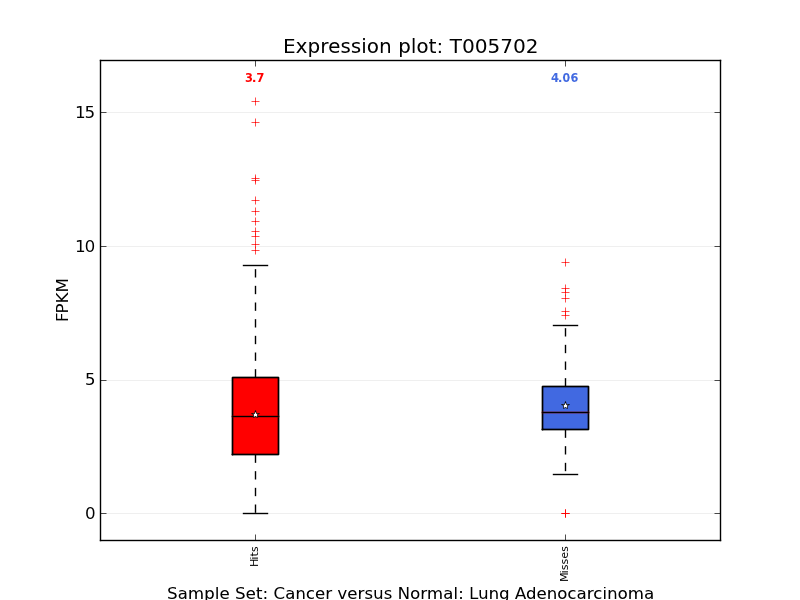 Expression plot: T005702
3.7
4.06
15
10
5
0
FPKM
Hits
Misses
Sample Set: Cancer versus Normal: Lung Adenocarcinoma